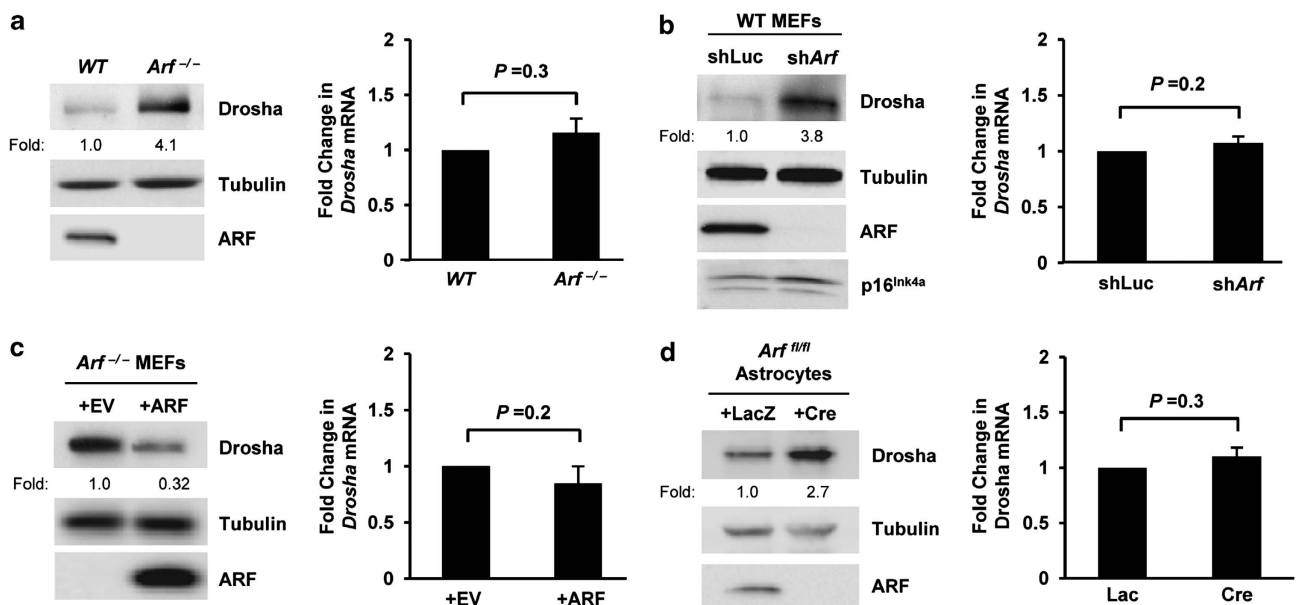 a
WT Arf −/−
Drosha
Fold: 1.0 4.1
Tubulin
ARF
Fold Change in
Drosha mRNA
2
1.5
1
0.5
0
P =0.3
WT Arf −/−
b
WT MEFs
shLuc shArf
Drosha
Fold: 1.0 3.8
Tubulin
ARF
p16Ink4a
Fold Change in
Drosha mRNA
2
1.5
1
0.5
0
P =0.2
shLuc shArf
c
Arf −/− MEFs
+EV +ARF
Drosha
Fold: 1.0 0.32
Tubulin
ARF
Fold Change in
Drosha mRNA
2
1.5
1
0.5
0
P =0.2
+EV +ARF
d
Arf fl/fl
Astrocytes
+LacZ +Cre
Drosha
Fold: 1.0 2.7
Tubulin
ARF
Fold Change in
Drosha mRNA
2
1.5
1
0.5
0
P =0.3
Lac Cre